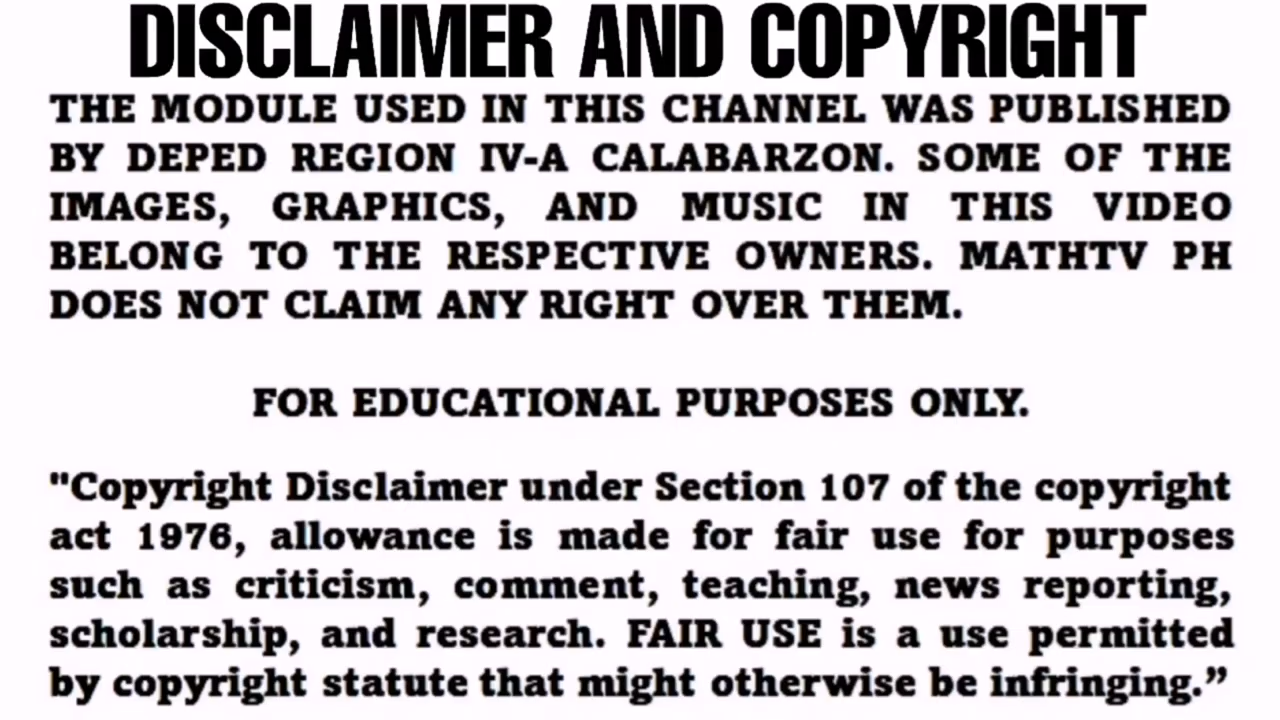 DISCLAIMER AND COPYRIGHT
THE MODULE USED IN THIS CHANNEL WAS PUBLISHED
BY DEPED REGION IV-A CALABARZON. SOME OF THE
IMAGES, GRAPHICS, AND MUSIC IN THIS VIDEO
BELONG TO THE RESPECTIVE OWNERS. MATHTV PH
DOES NOT CLAIM ANY RIGHT OVER THEM.
FOR EDUCATIONAL PURPOSES ONLY.
"Copyright Disclaimer under Section 107 of the copyright
act 1976, allowance is made for fair use for purposes
such as criticism, comment, teaching, news reporting,
scholarship, and research. FAIR USE is a use permitted
by copyright statute that might otherwise be infringing.”